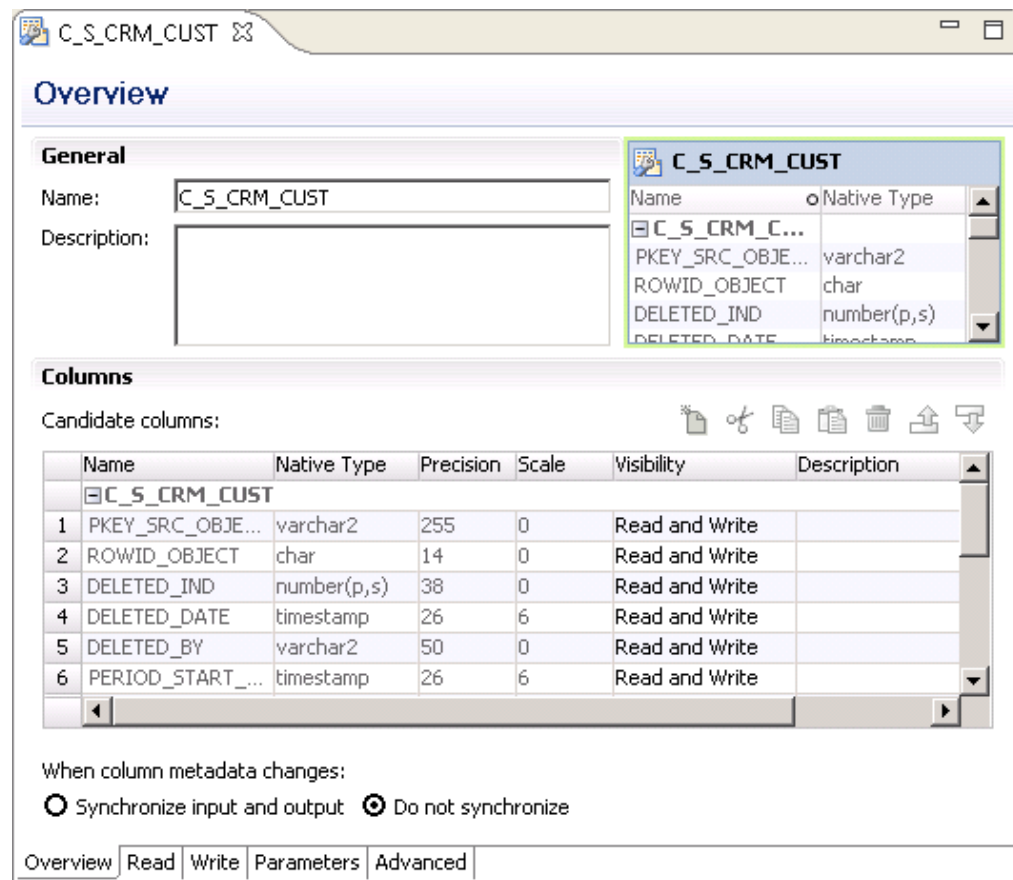 C_S_CRM_CUST
Overview
General
Name: C_S_CRM_CUST
Description:
C_S_CRM_CUST
Name Native Type
C_S_CRM_C...
PKEY_SRC_OBJE... varchar2
ROWID_OBJECT char
DELETED_IND number(p,s)
DELETED_DATE timestamp
Columns
Candidate columns:
Name Native Type Precision Scale Visibility Description
C_S_CRM_CUST
1 PKEY_SRC_OBJE... varchar2 255 0 Read and Write
2 ROWID_OBJECT char 14 0 Read and Write
3 DELETED_IND number(p,s) 38 0 Read and Write
4 DELETED_DATE timestamp 26 6 Read and Write
5 DELETED_BY varchar2 50 0 Read and Write
6 PERIOD_START_... timestamp 26 6 Read and Write
When column metadata changes:
Synchronize input and output Do not synchronize
Overview Read Write Parameters Advanced